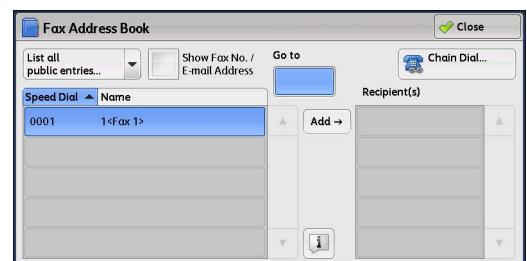 Fax Address Book
Close
List all
public entries...
Show Fax No. /
E-mail Address
Go to
Chain Dial...
Speed Dial
Name
Recipient(s)
0001
1<Fax 1>
Add →